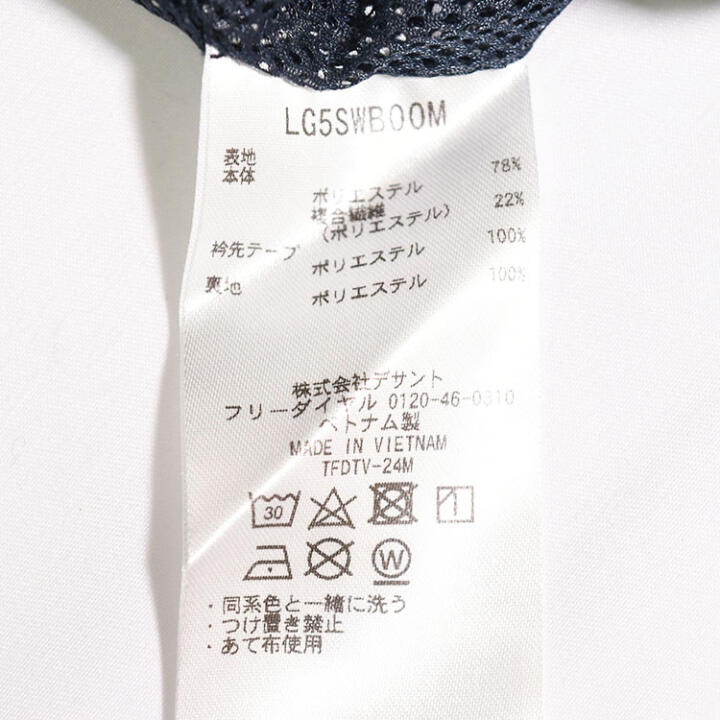 LG5SWB00M
表地
本体
ポリエステル 78%
複合繊維 22%
(ポリエステル)
衿先テープ ポリエステル 100%
裏地 ポリエステル 100%
株式会社デサント
フリーダイヤル 0120-46-0310
ベトナム製
MADE IN VIETNAM
TFDTV-24M
30
W
・同系色と一緒に洗う
・つけ置き禁止
・あて布使用